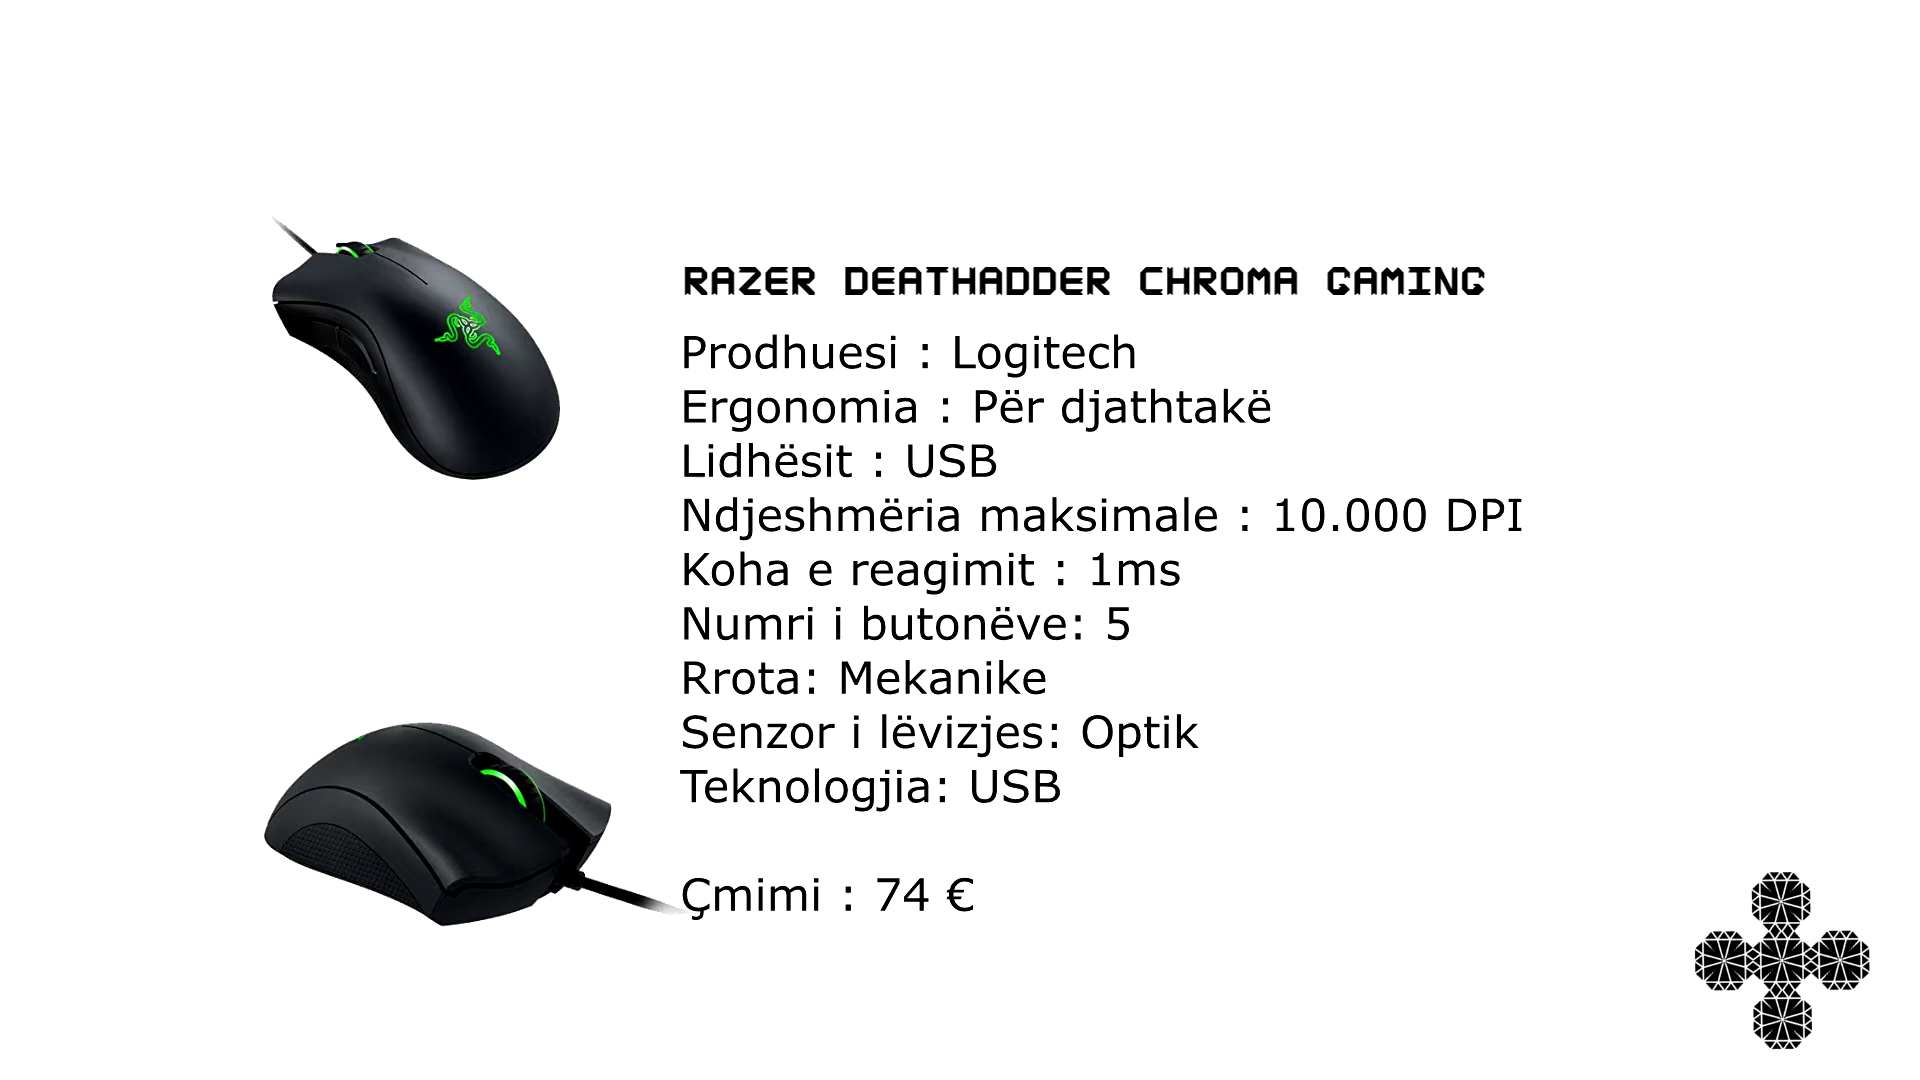 RAZER DEATHADDER CHROMA GAMING
Prodhuesi : Logitech
Ergonomia : Për djathtakë
Lidhësit : USB
Ndjeshmëria maksimale : 10.000 DPI
Koha e reagimit : 1ms
Numri i butonëve: 5
Rrota: Mekanike
Senzor i lëvizjes: Optik
Teknologjia: USB
Çmimi : 74 €